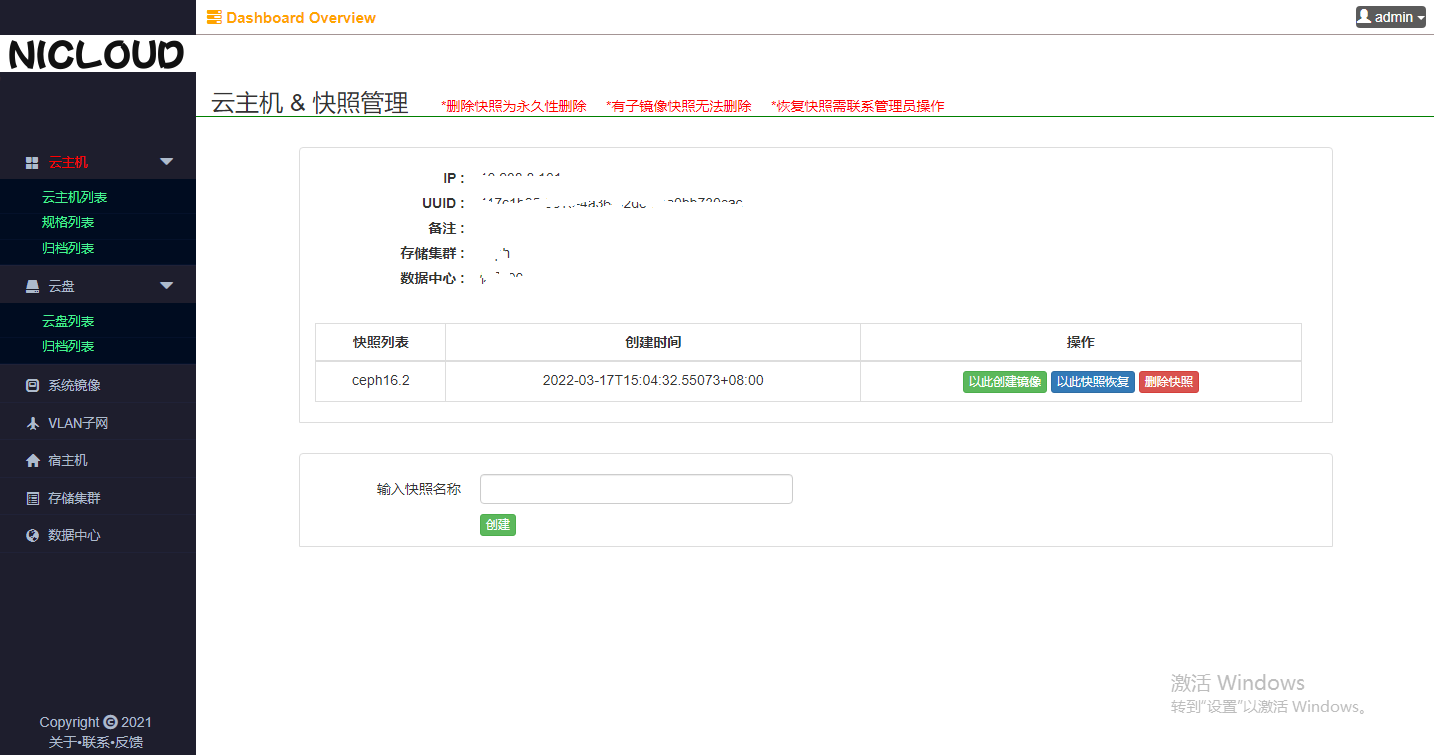 Dashboard Overview
admin
NICLOUD
云主机 & 快照管理 *删除快照为永久性删除 *有子镜像快照无法删除 *恢复快照需联系管理员操作
云主机
云主机列表
规格列表
归档列表
云盘
云盘列表
归档列表
系统镜像
VLAN子网
宿主机
存储集群
数据中心
IP：
UUID：
备注：
存储集群：
数据中心：
快照列表 创建时间 操作
ceph16.2 2022-03-17T15:04:32.55073+08:00 以此创建镜像 以此快照恢复 删除快照
输入快照名称
创建
激活 Windows
转到“设置”以激活 Windows。
Copyright G 2021
关于•联系•反馈